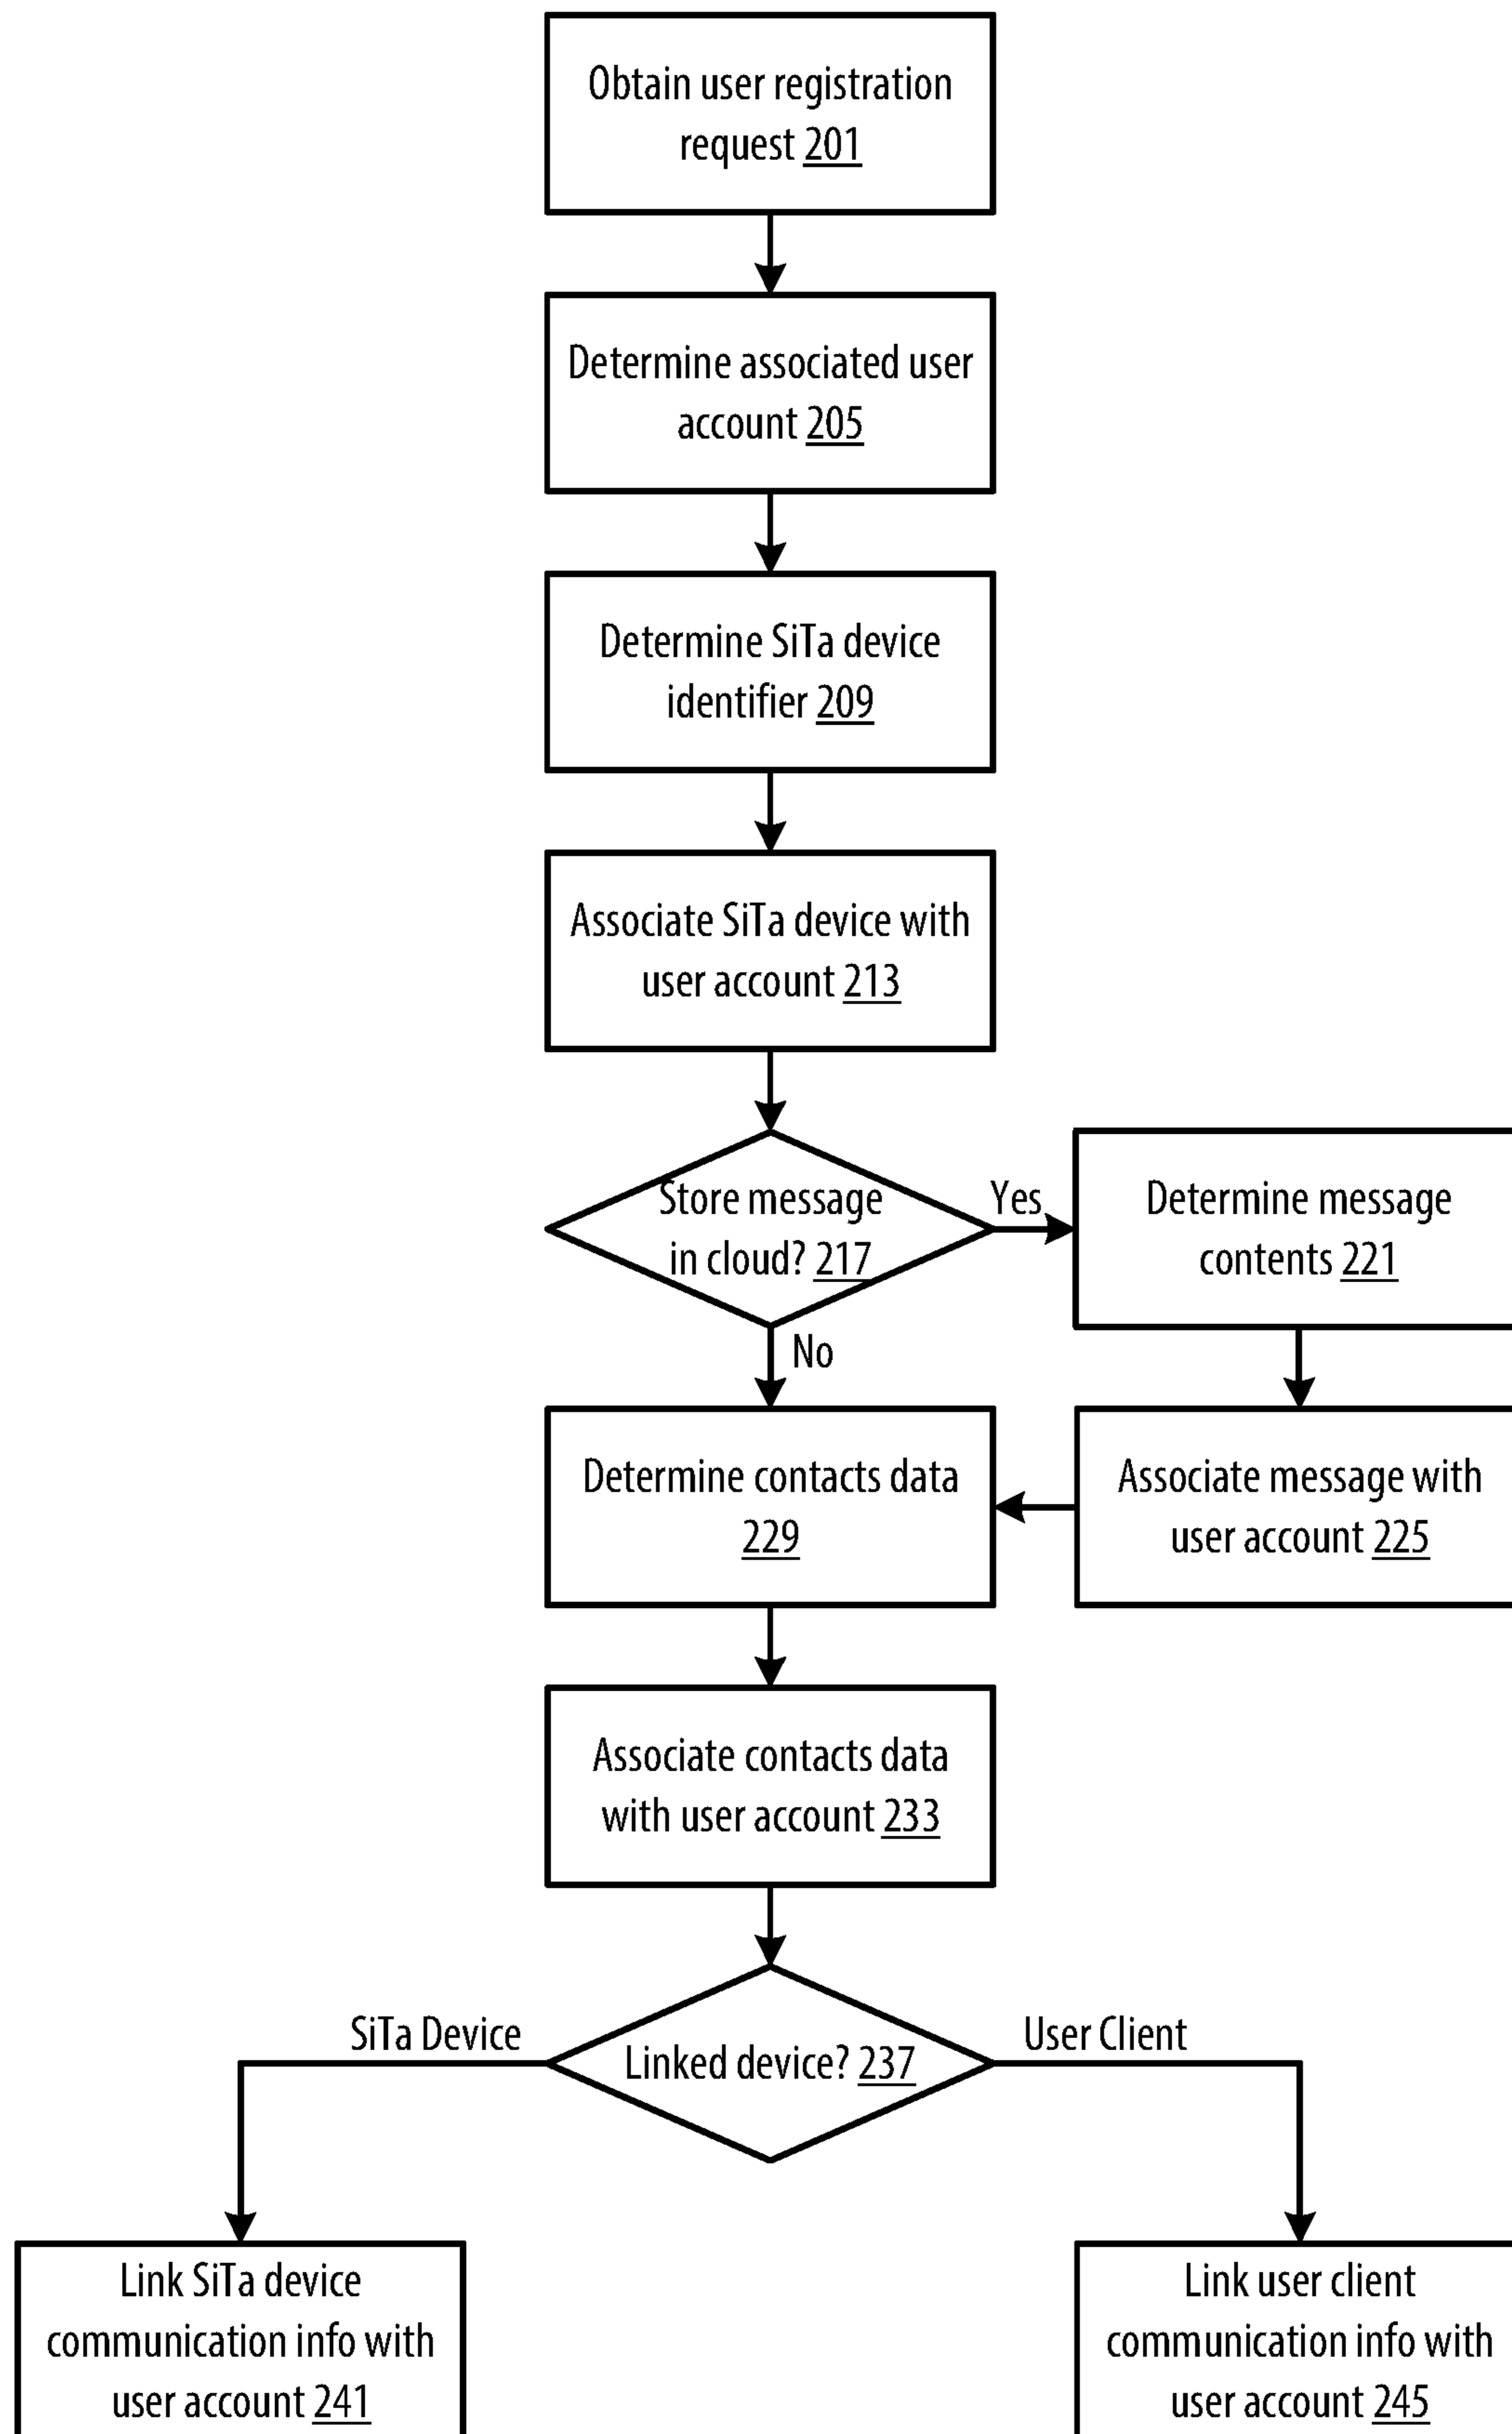 Obtain user registration
request 201
Determine associated user
account 205
Determine SiTa device
identifier 209
Associate SiTa device with
user account 213
Store message
in cloud? 217
Yes
Determine message
contents 221
No
Determine contacts data
229
Associate message with
user account 225
Associate contacts data
with user account 233
SiTa Device
Linked device? 237
User Client
Link SiTa device
communication info with
user account 241
Link user client
communication info with
user account 245